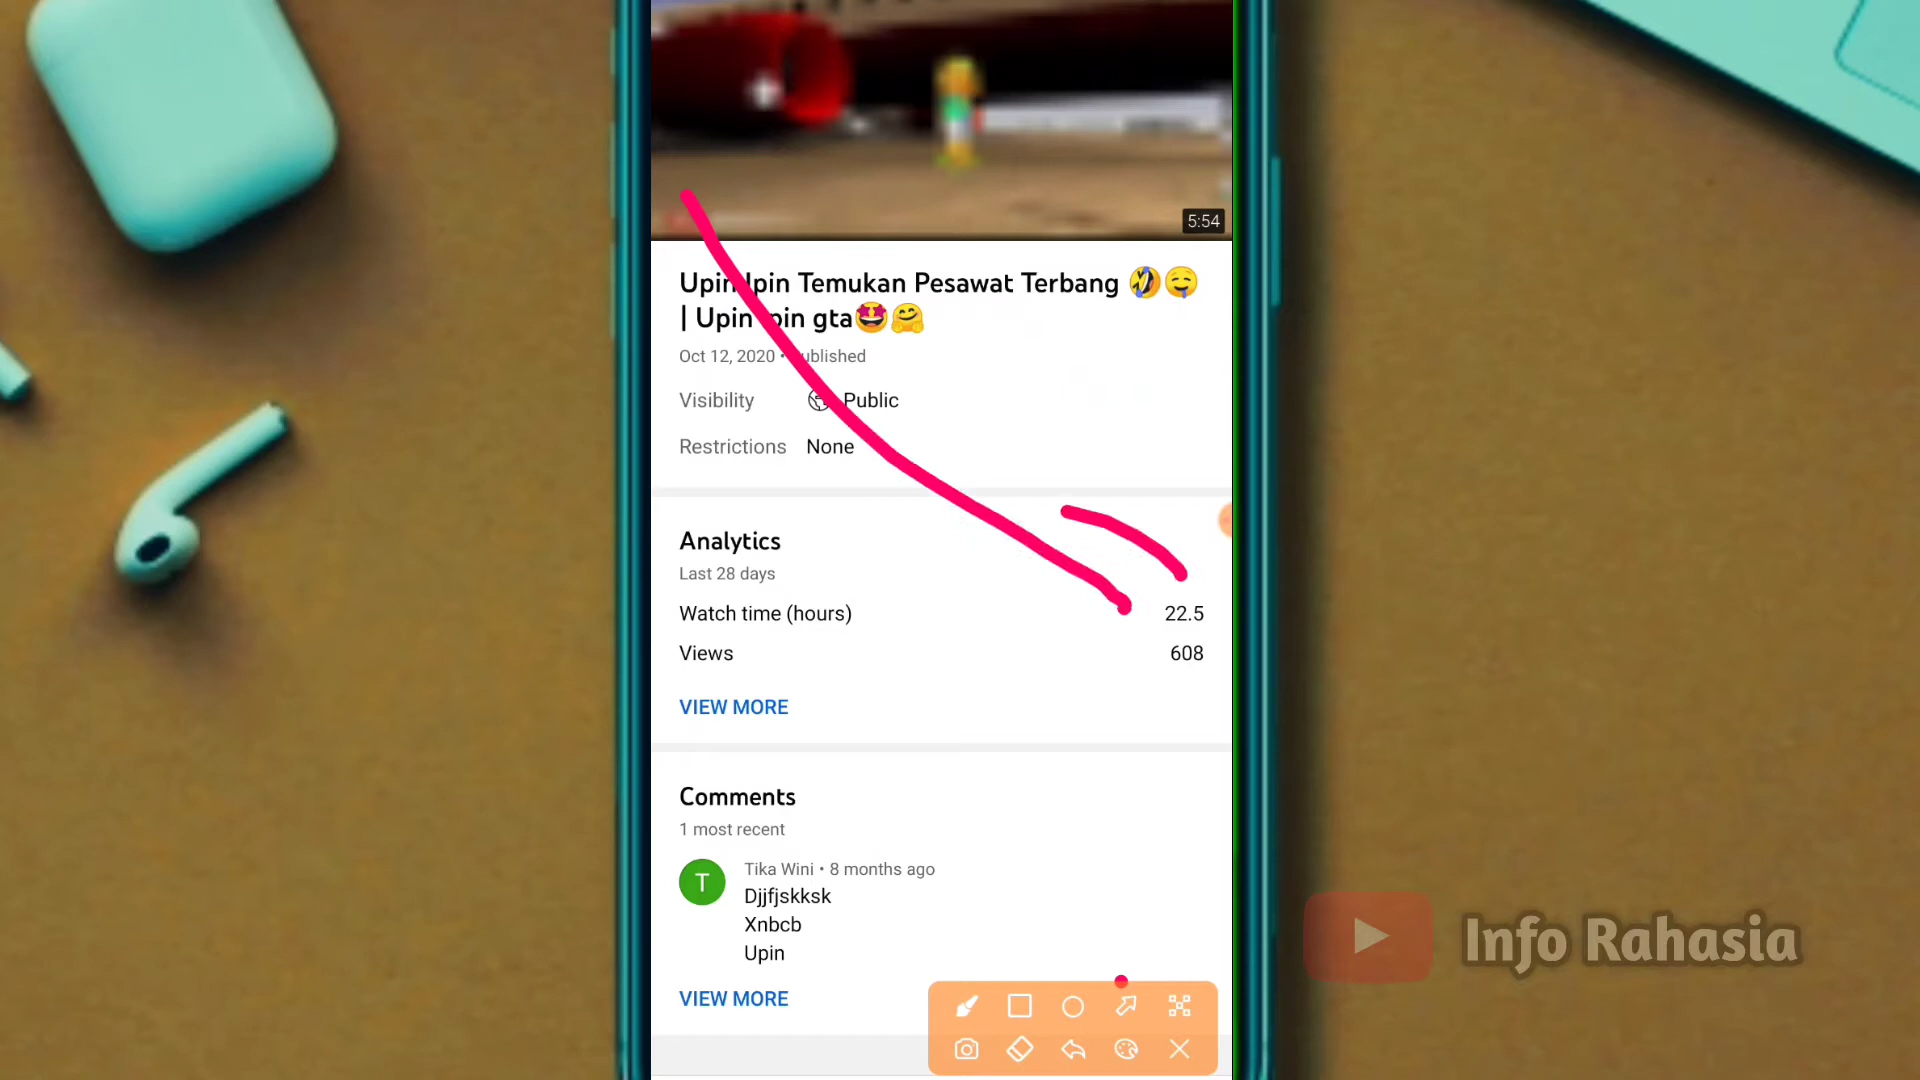 5:54
Upin Ipin Temukan Pesawat Terbang 🤣🤤
| Upin Ipin gta🤩🤗
Oct 12, 2020 • Published
Visibility Public
Restrictions None
Analytics
Last 28 days
Watch time (hours) 22.5
Views 608
VIEW MORE
Comments
1 most recent
T
Tika Wini • 8 months ago
Djjfjskksk
Xnbcb
Upin
VIEW MORE
Info Rahasia